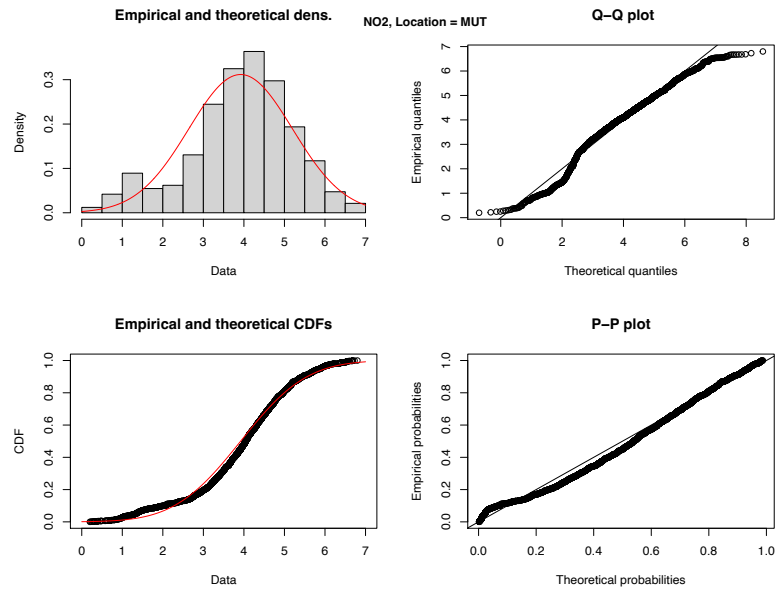 NO2, Location = MUT
Empirical and theoretical dens.
Density
0.0 0.1 0.2 0.3
0 1 2 3 4 5 6 7
Data
Q−Q plot
Empirical quantiles
0 1 2 3 4 5 6 7
0 2 4 6 8
Theoretical quantiles
Empirical and theoretical CDFs
CDF
0.0 0.2 0.4 0.6 0.8 1.0
0 1 2 3 4 5 6 7
Data
P−P plot
Empirical probabilities
0.0 0.2 0.4 0.6 0.8 1.0
0.0 0.2 0.4 0.6 0.8 1.0
Theoretical probabilities